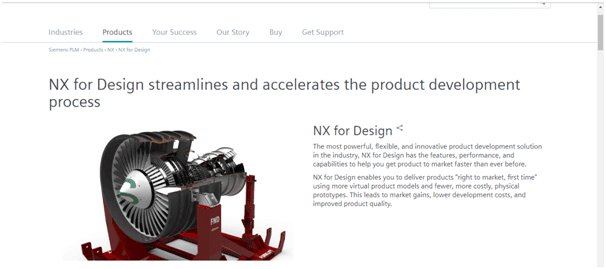 Industries Products Your Success Our Story Buy Get Support
Siemens PLM › Products › NX › NX for Design
NX for Design streamlines and accelerates the product development
process
NX for Design
The most powerful, flexible, and innovative product development solution
in the industry, NX for Design has the features, performance, and
capabilities to help you get product to market faster than ever before.
NX for Design enables you to deliver products "right to market, first time"
using more virtual product models and fewer, more costly, physical
prototypes. This leads to market gains, lower development costs, and
improved product quality.